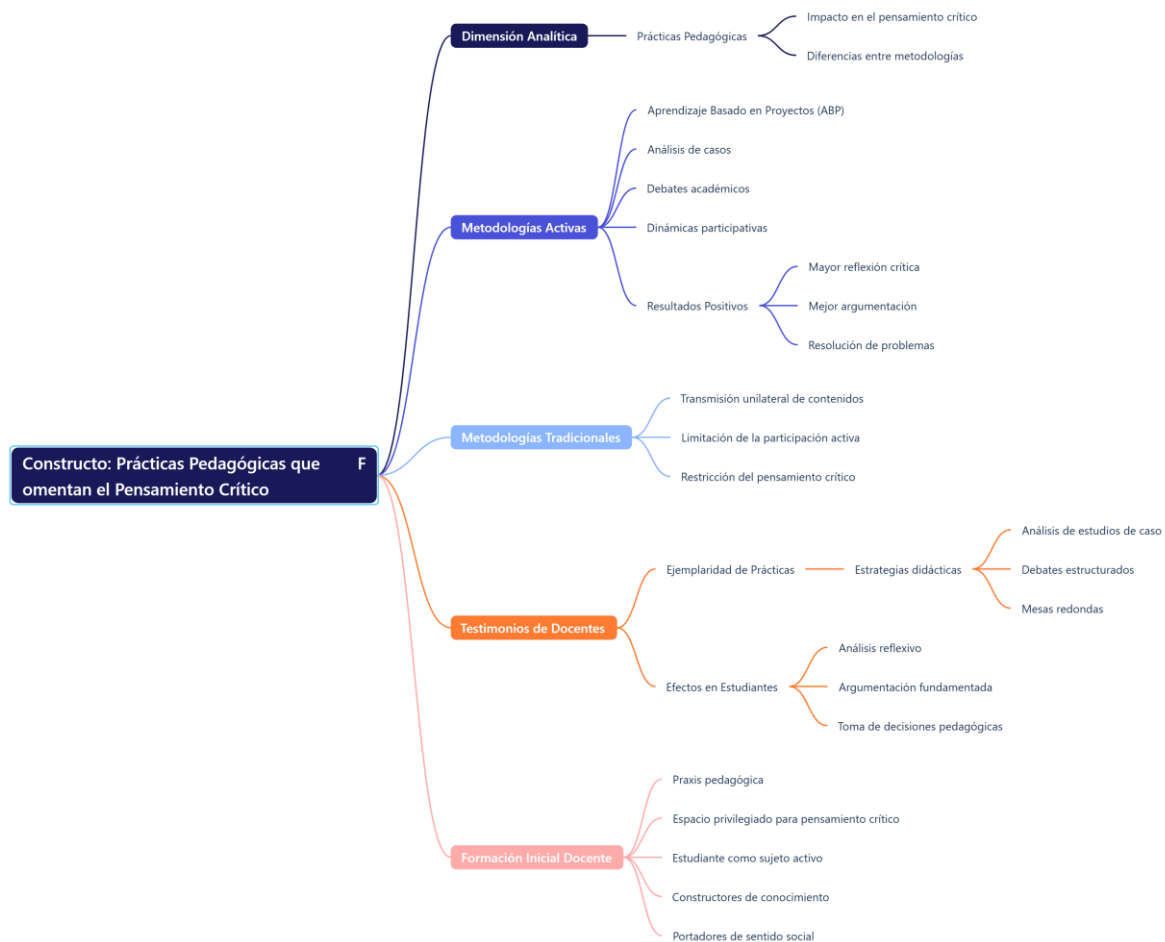 Impacto en el pensamiento crítico
Dimensión Analítica
Prácticas Pedagógicas
Diferencias entre metodologías
Aprendizaje Basado en Proyectos (ABP)
Análisis de casos
Debates académicos
Metodologías Activas
Dinámicas participativas
Mayor reflexión crítica
Resultados Positivos
Mejor argumentación
Resolución de problemas
Transmisión unilateral de contenidos
Metodologías Tradicionales
Limitación de la participación activa
Restricción del pensamiento crítico
Constructo: Prácticas Pedagógicas que F
omentan el Pensamiento Crítico
Análisis de estudios de caso
Ejemplaridad de Prácticas
Estrategias didácticas
Debates estructurados
Mesas redondas
Testimonios de Docentes
Análisis reflexivo
Efectos en Estudiantes
Argumentación fundamentada
Toma de decisiones pedagógicas
Praxis pedagógica
Espacio privilegiado para pensamiento crítico
Formación Inicial Docente
Estudiante como sujeto activo
Constructores de conocimiento
Portadores de sentido social